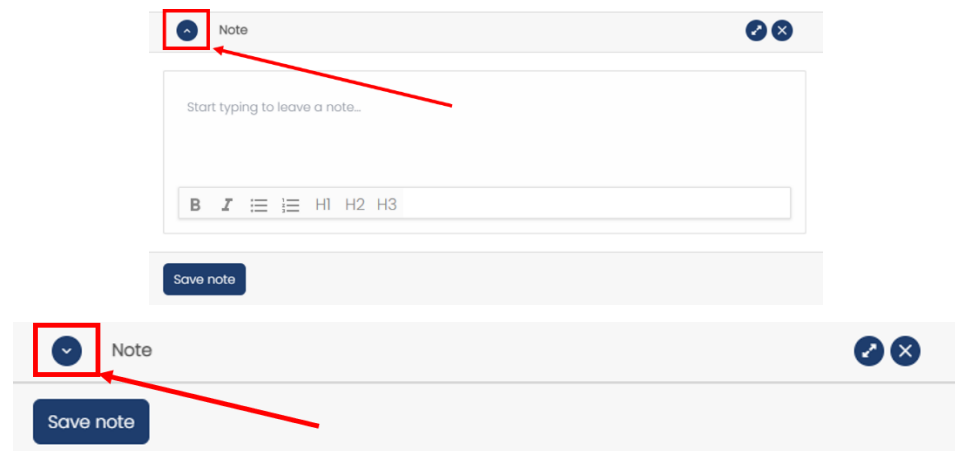 Note
Start typing to leave a note...
B I H1 H2 H3
Save note
Note
Save note